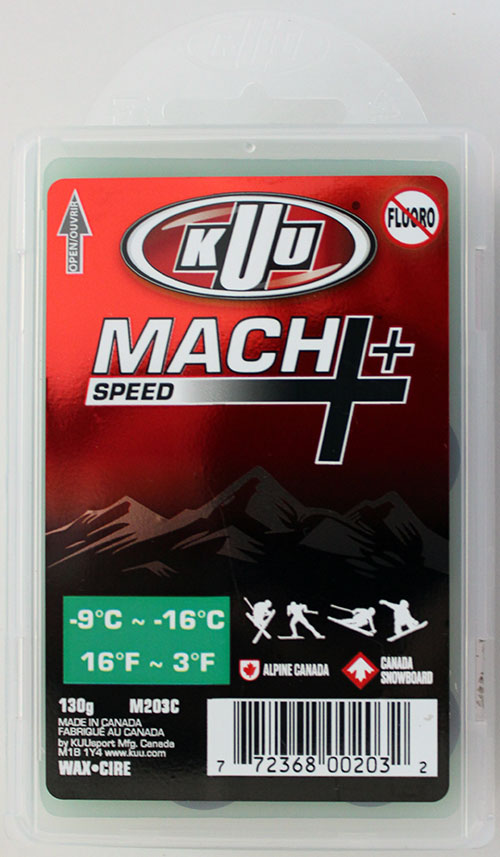 KUU
OPEN/OUVRIR
KUU
®
FLUORO
MACH ++
SPEED
-9°C ~ -16°C
16°F ~ 3°F
ALPINE CANADA
CANADA
SNOWBOARD
130g M203C
MADE IN CANADA
FABRIQUÉ AU CANADA
by KUUsport Mfg. Canada
M1B 1Y4 www.kuu.com
WAX•CIRE
7 72368 00203 2